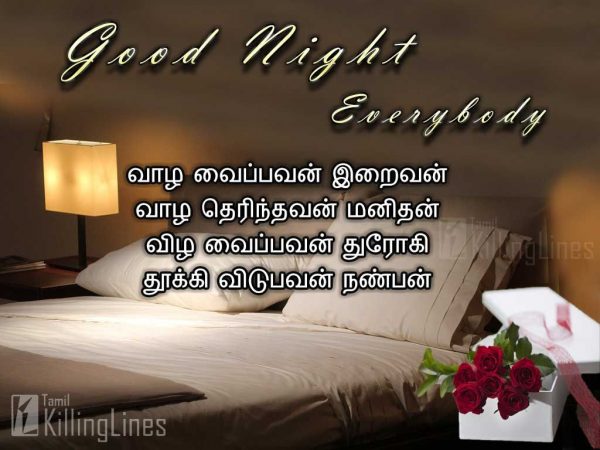 Good Night
Everybody
வாழ வைப்பவன் இறைவன்
வாழ தெரிந்தவன் மனிதன்
விழ வைப்பவன் துரோகி
தூக்கி விடுபவன் நண்பன்
Tamil
KillingLines
Tamil
KillingLines